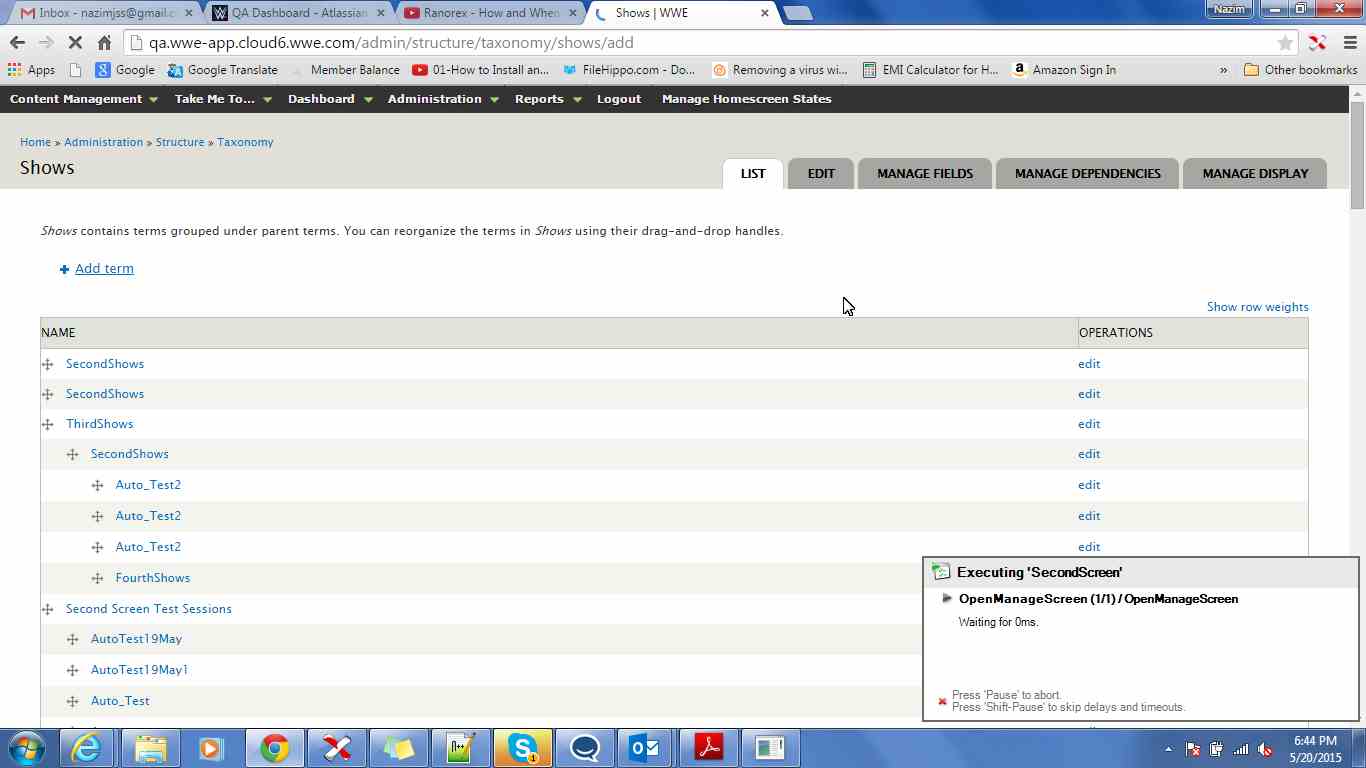 Inbox - nazimjss@gmail.c
QA Dashboard - Atlassian
Ranorex - How and When
Shows | WWE
Nazim
qa.wwe-app.cloud6.wwe.com/admin/structure/taxonomy/shows/add
Apps
Google
Google Translate
Member Balance
01-How to Install an...
FileHippo.com - Do...
Removing a virus wi...
EMI Calculator for H...
Amazon Sign In
»
Other bookmarks
Content Management
Take Me To...
Dashboard
Administration
Reports
Logout
Manage Homescreen States
Home » Administration » Structure » Taxonomy
Shows
LIST
EDIT
MANAGE FIELDS
MANAGE DEPENDENCIES
MANAGE DISPLAY
Shows contains terms grouped under parent terms. You can reorganize the terms in Shows using their drag-and-drop handles.
Add term
Show row weights
NAME OPERATIONS
SecondShows edit
SecondShows edit
ThirdShows edit
SecondShows edit
Auto_Test2 edit
Auto_Test2 edit
Auto_Test2 edit
FourthShows
Second Screen Test Sessions
AutoTest19May
AutoTest19May1
Auto_Test
Executing 'SecondScreen'
OpenManageScreen (1/1) / OpenManageScreen
Waiting for 0ms.
Press 'Pause' to abort.
Press 'Shift-Pause' to skip delays and timeouts.
6:44 PM
5/20/2015